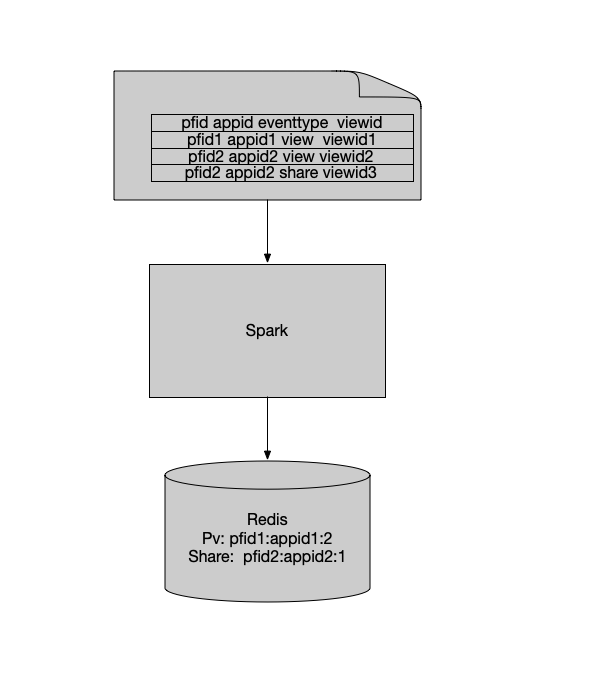 pfid appid eventtype  viewid
pfid1 appid1 view  viewid1
pfid2 appid2 view viewid2
pfid2 appid2 share viewid3
Spark
Redis
Pv: pfid1:appid1:2
Share:  pfid2:appid2:1